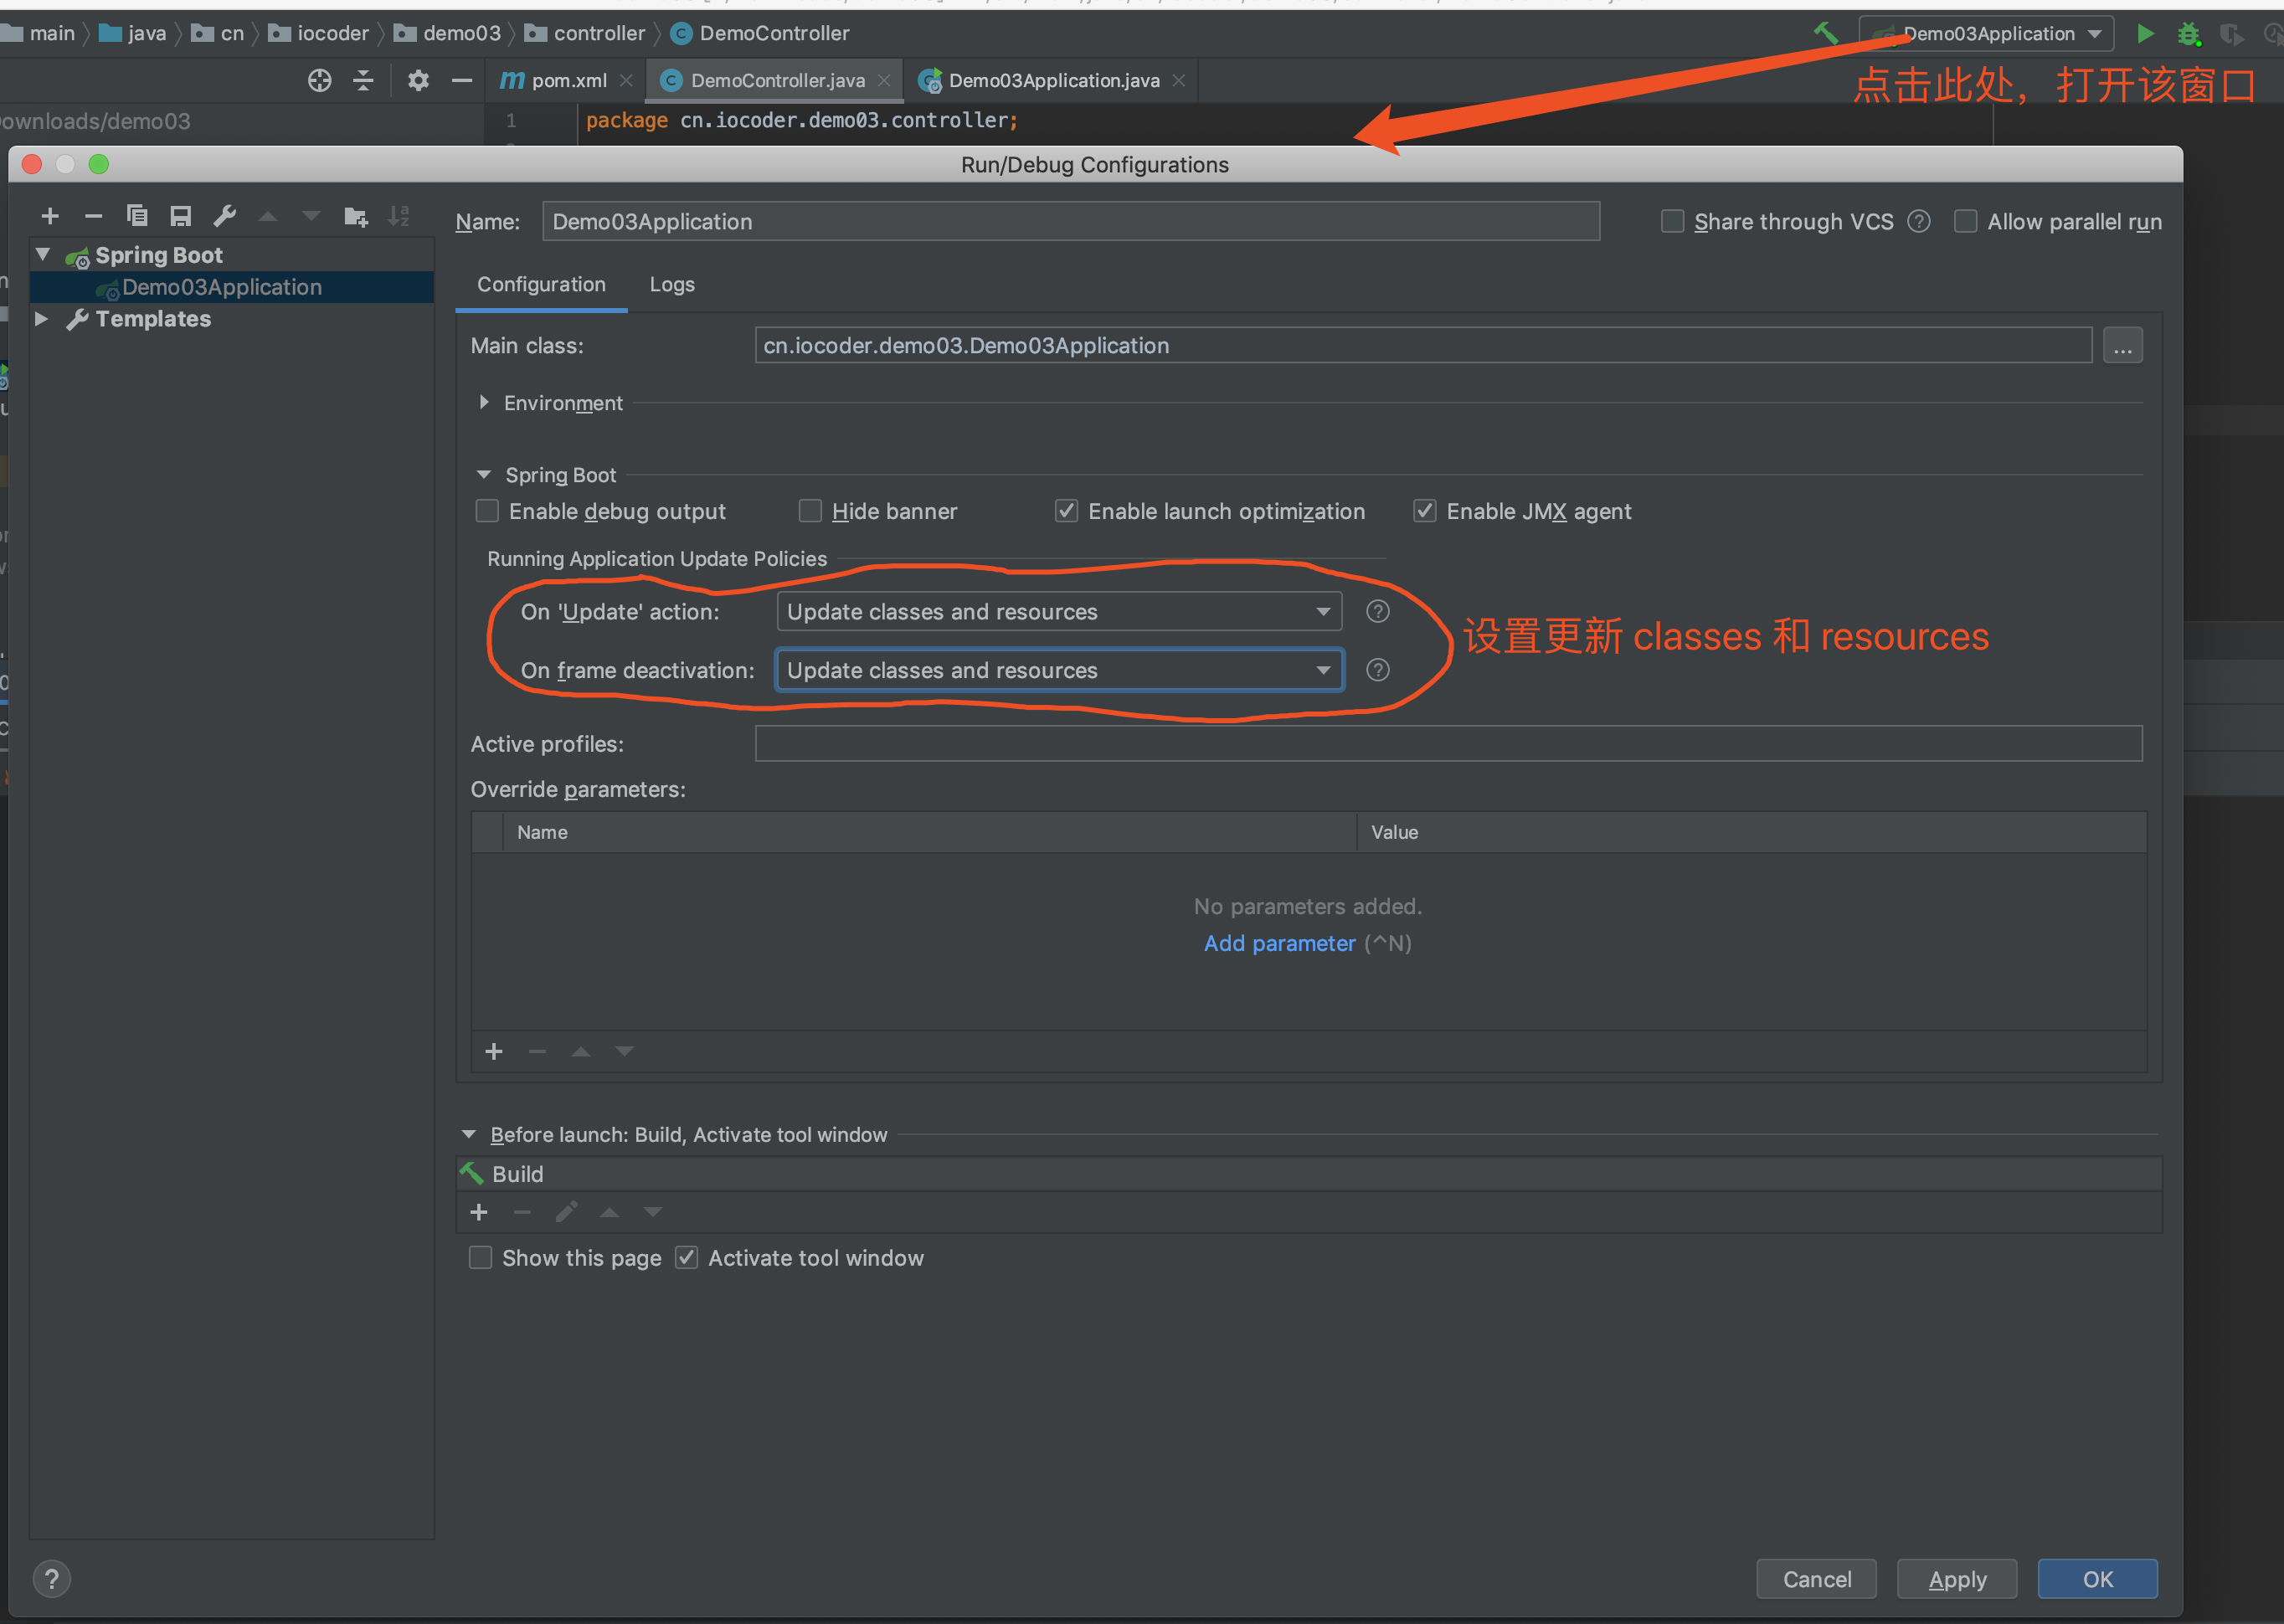 main java cn iocoder demo03 controller DemoController Demo03Application
点击此处，打开该窗口
pom.xml DemoController.java Demo03Application.java
ownloads/demo03 1 package cn.iocoder.demo03.controller;
Run/Debug Configurations
Name: Demo03Application Share through VCS Allow parallel run
Spring Boot
Demo03Application
Templates
Configuration Logs
Main class: cn.iocoder.demo03.Demo03Application ...
Environment
Spring Boot
Enable debug output Hide banner Enable launch optimization Enable JMX agent
Running Application Update Policies
On 'Update' action: Update classes and resources ?
设置更新 classes 和 resources
On frame deactivation: Update classes and resources ?
Active profiles:
Override parameters:
Name Value
No parameters added.
Add parameter (^N)
Before launch: Build, Activate tool window
Build
Show this page Activate tool window
? Cancel Apply OK